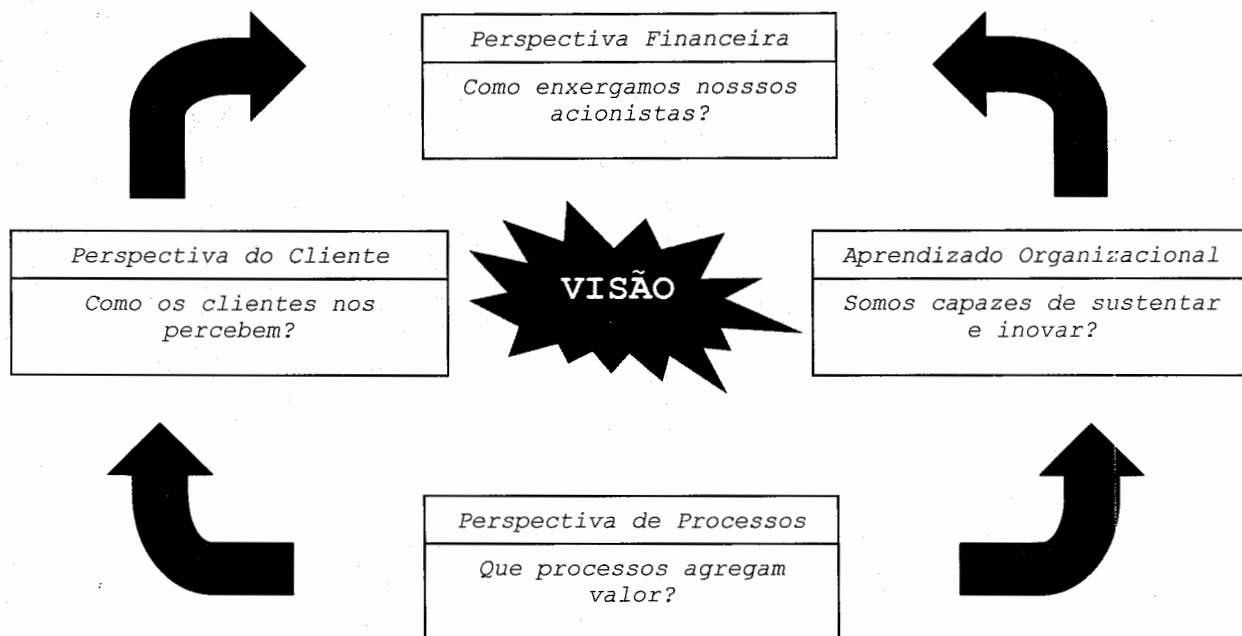 Perspectiva Financeira
Como enxergamos nosssos
acionistas?
Perspectiva do Cliente
Como os clientes nos
percebem?
VISÃO
Aprendizado Organizacional
Somos capazes de sustentar
e inovar?
Perspectiva de Processos
Que processos agregam
valor?